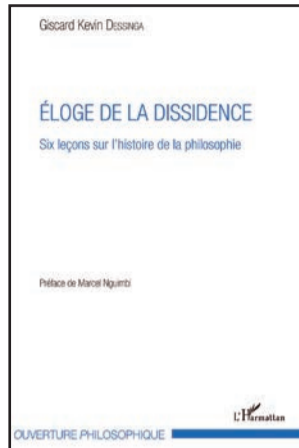 Giscard Kevin DESSINGA
ÉLOGE DE LA DISSIDENCE
Six leçons sur l'histoire de la philosophie
Préface de Marcel Nguimbi
L'Harmattan
OUVERTURE PHILOSOPHIQUE